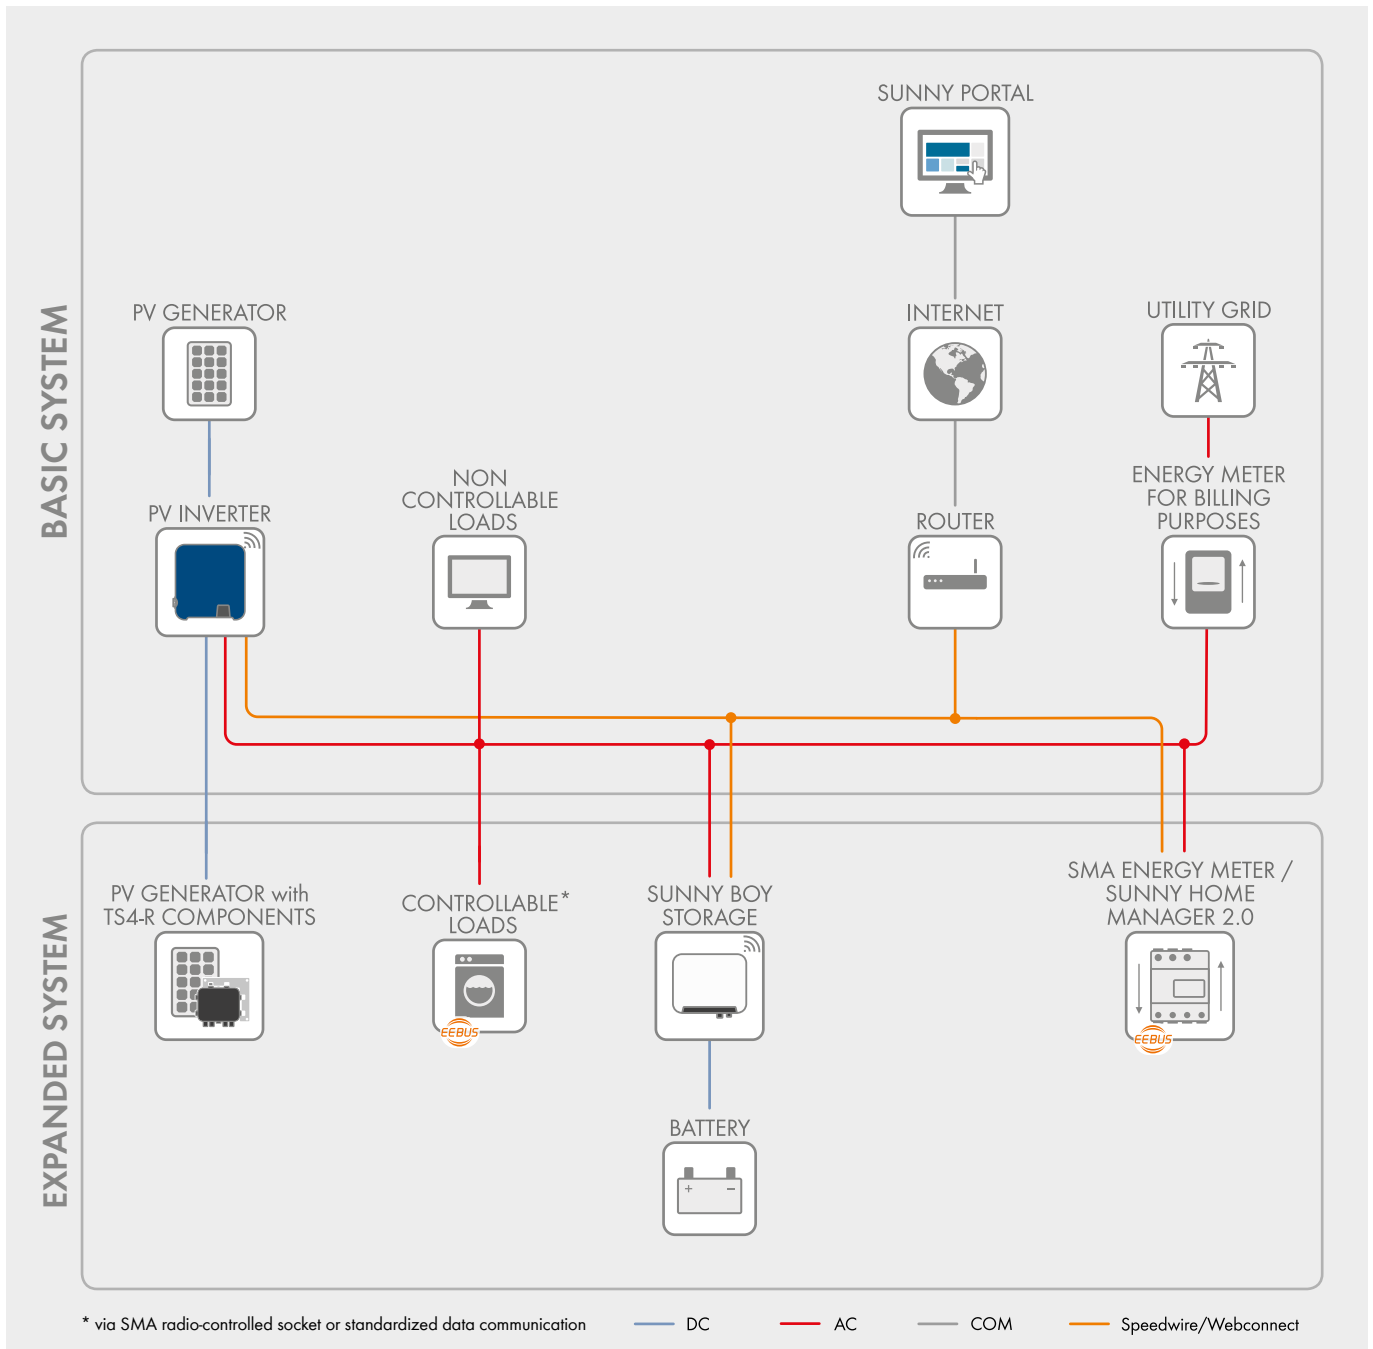 BASIC SYSTEM
SUNNY PORTAL
PV GENERATOR
INTERNET
UTILITY GRID
PV INVERTER
NON
CONTROLLABLE
LOADS
ROUTER
ENERGY METER
FOR BILLING
PURPOSES
EXPANDED SYSTEM
PV GENERATOR with
TS4-R COMPONENTS
CONTROLLABLE*
LOADS
EEBUS
SUNNY BOY
STORAGE
SMA ENERGY METER /
SUNNY HOME
MANAGER 2.0
EEBUS
BATTERY
+ −
* via SMA radio-controlled socket or standardized data communication
DC
AC
COM
Speedwire/Webconnect